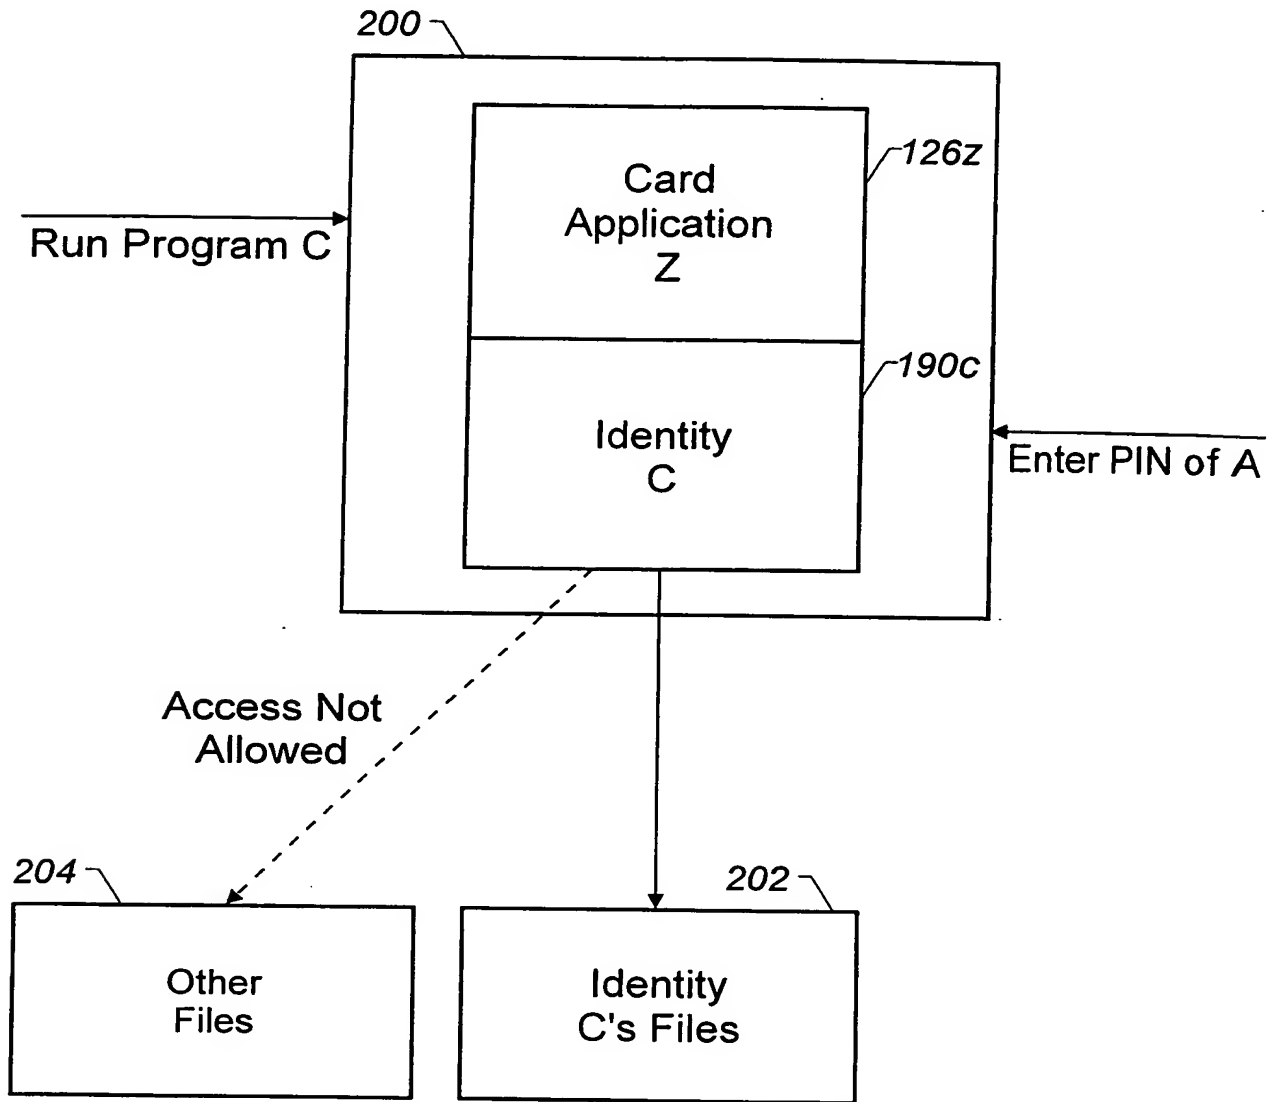 200
Card
Application
Z
126z
Run Program C
Identity
C
190c
Enter PIN of A
Access Not
Allowed
204
202
Other
Files
Identity
C's Files